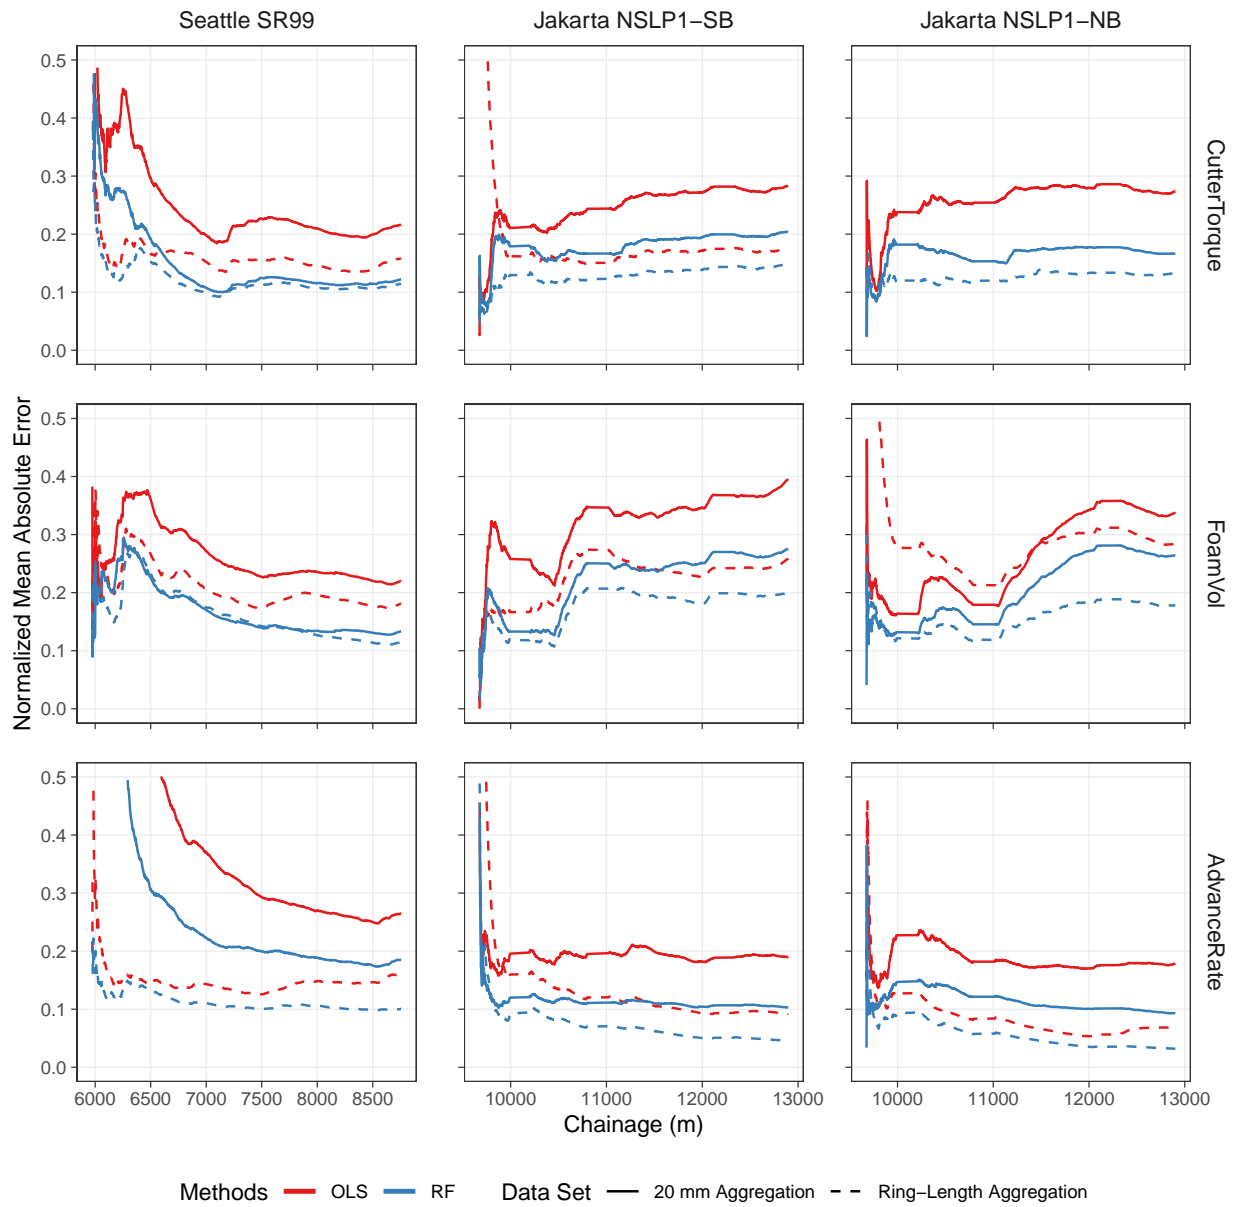 Seattle SR99
Jakarta NSLP1−SB
Jakarta NSLP1−NB
0.5
0.4
0.3
0.2
0.1
0.0
CutterTorque
0.5
0.4
0.3
0.2
0.1
0.0
FoamVol
Normalized Mean Absolute Error
0.5
0.4
0.3
0.2
0.1
0.0
AdvanceRate
6000 6500 7000 7500 8000 8500
10000 11000 12000 13000
10000 11000 12000 13000
Chainage (m)
Methods OLS RF Data Set 20 mm Aggregation Ring−Length Aggregation